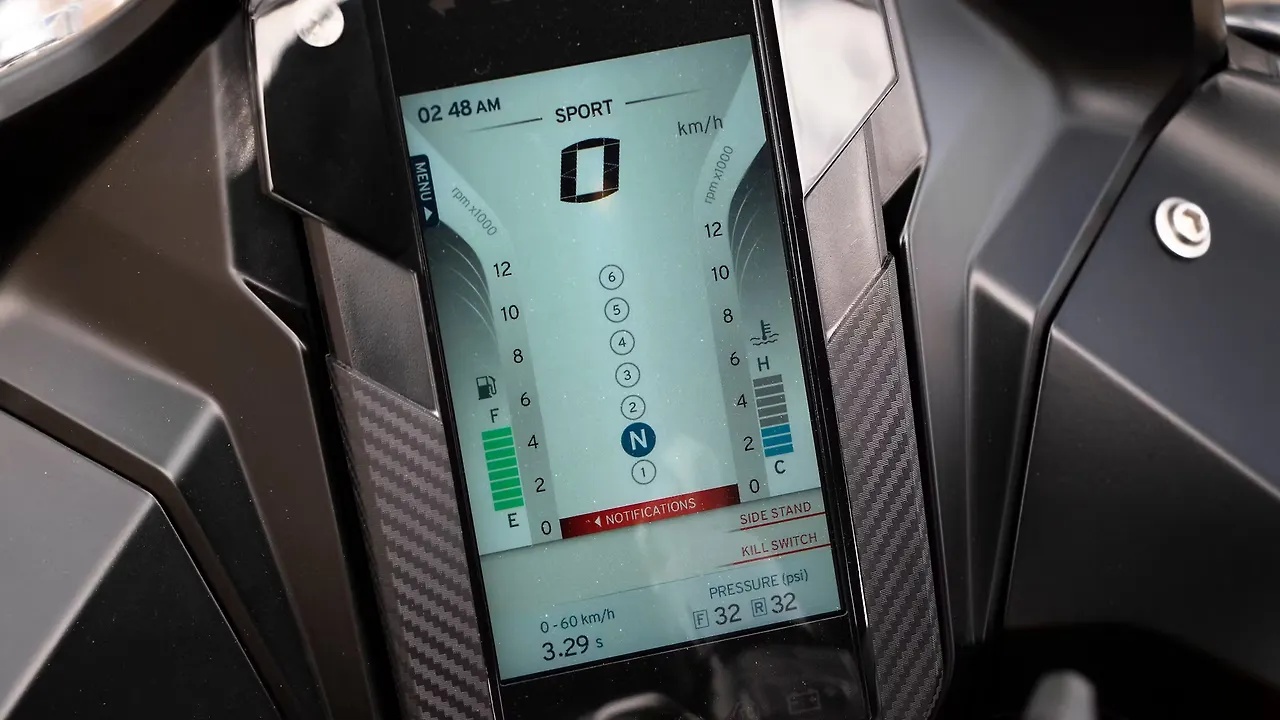 02 48 AM
SPORT
km/h
0
MENU
rpm x1000
rpm x1000
12
10
8
6
4
2
0
6
5
4
3
2
N
1
12
10
8
6
4
2
0
F
E
H
C
NOTIFICATIONS
SIDE STAND
KILL SWITCH
0 - 60 km/h
3.29 s
PRESSURE (psi)
F 32 R 32